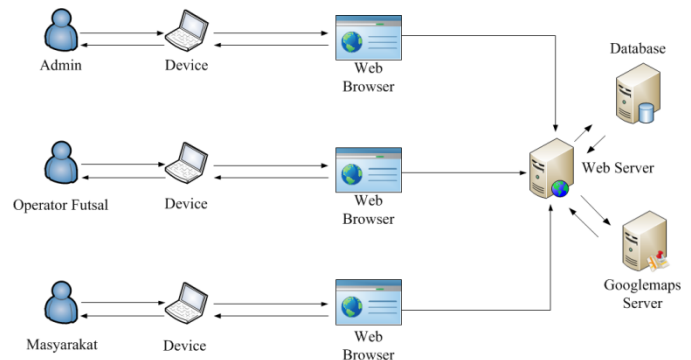 Admin
Device
Web
Browser
Database
Operator Futsal
Device
Web
Browser
Web Server
Masyarakat
Device
Web
Browser
Googlemaps
Server